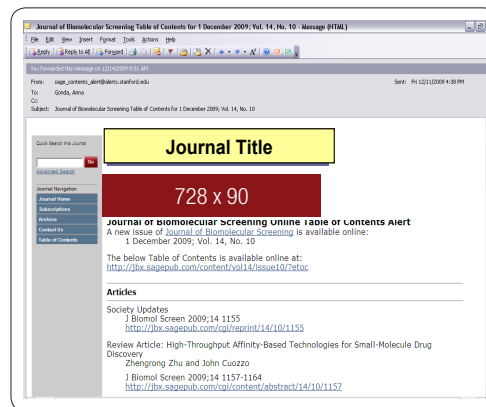 Journal of Biomolecular Screening Table of Contents for 1 December 2009; Vol. 14, No. 10 - Message (HTML)
File Edit View Insert Format Tools Actions Help
Reply Reply to All Forward
You forwarded this message on 12/14/2009 8:51 AM.
From: sage_contents_alert@alerts.stanford.edu Sent: Fri 12/11/2009 4:38 PM
To: Gonda, Anna
Cc:
Subject: Journal of Biomolecular Screening Table of Contents for 1 December 2009; Vol. 14, No. 10
Quick Search this Journal
Go
Advanced Search
Journal Navigation
Journal Home
Subscriptions
Archive
Contact Us
Table of Contents
Journal Title
728 x 90
Journal of Biomolecular Screening Online Table of Contents Alert
A new issue of Journal of Biomolecular Screening is available online:
1 December 2009; Vol. 14, No. 10
The below Table of Contents is available online at:
http://jbx.sagepub.com/content/vol14/issue10/?etoc
Articles
Society Updates
J Biomol Screen 2009;14 1155
http://jbx.sagepub.com/cgi/reprint/14/10/1155
Review Article: High-Throughput Affinity-Based Technologies for Small-Molecule Drug
Discovery
Zhengrong Zhu and John Cuozzo
J Biomol Screen 2009;14 1157-1164
http://jbx.sagepub.com/cgi/content/abstract/14/10/1157